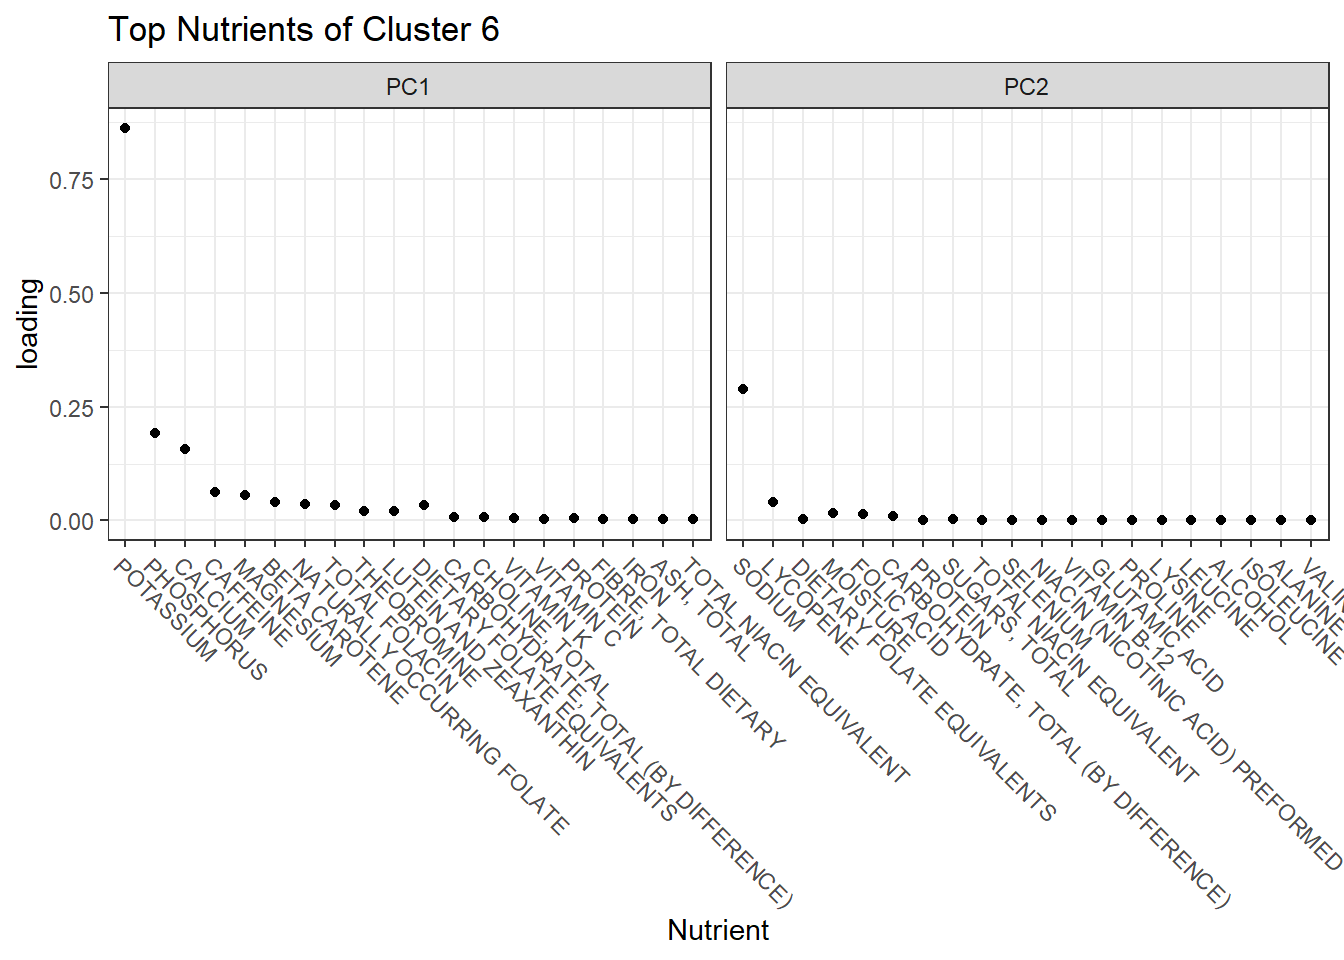 Top Nutrients of Cluster 6
PC1
PC2
loading
0.75
0.50
0.25
0.00
POTASSIUM
PHOSPHORUS
CALCIUM
CAFFEINE
MAGNESIUM
BETA CAROTENE
NATURALLY OCCURRING FOLATE
TOTAL FOLACIN
THEOBROMINE
LUTEIN AND ZEAXANTHIN
DIETARY FOLATE EQUIVALENTS
CARBOHYDRATE, TOTAL (BY DIFFERENCE)
CHOLINE, TOTAL
VITAMIN K
VITAMIN C
PROTEIN
FIBRE, TOTAL DIETARY
IRON
ASH, TOTAL
TOTAL NIACIN EQUIVALENT
SODIUM
LYCOPENE
DIETARY FOLATE EQUIVALENTS
MOISTURE
FOLIC ACID
CARBOHYDRATE, TOTAL (BY DIFFERENCE)
PROTEIN
SUGARS, TOTAL
TOTAL NIACIN EQUIVALENT
SELENIUM
NIACIN (NICOTINIC ACID) PREFORMED
VITAMIN B-12
GLUTAMIC ACID
PROLINE
LYSINE
LEUCINE
ALCOHOL
ISOLEUCINE
ALANINE
VALIN
Nutrient